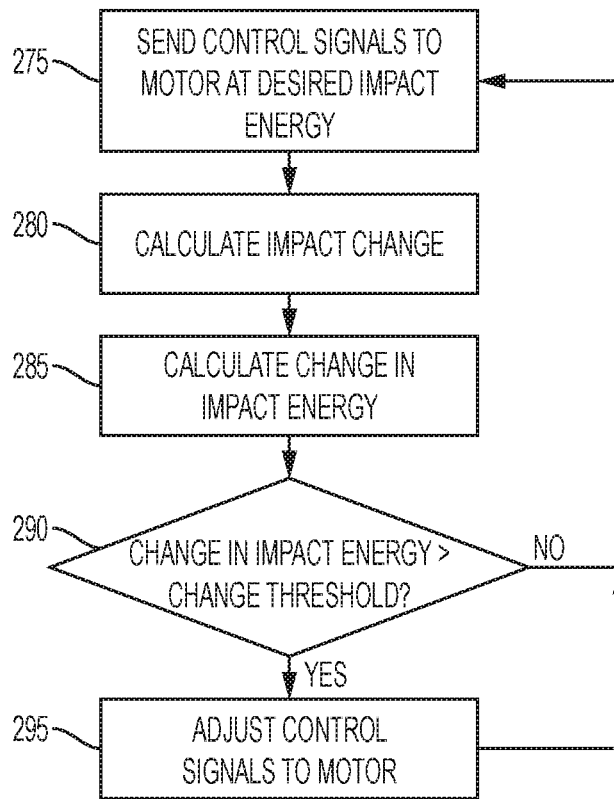 275
SEND CONTROL SIGNALS TO
MOTOR AT DESIRED IMPACT
ENERGY
280
CALCULATE IMPACT CHANGE
285
CALCULATE CHANGE IN
IMPACT ENERGY
290
CHANGE IN IMPACT ENERGY >
CHANGE THRESHOLD?
NO
YES
295
ADJUST CONTROL
SIGNALS TO MOTOR